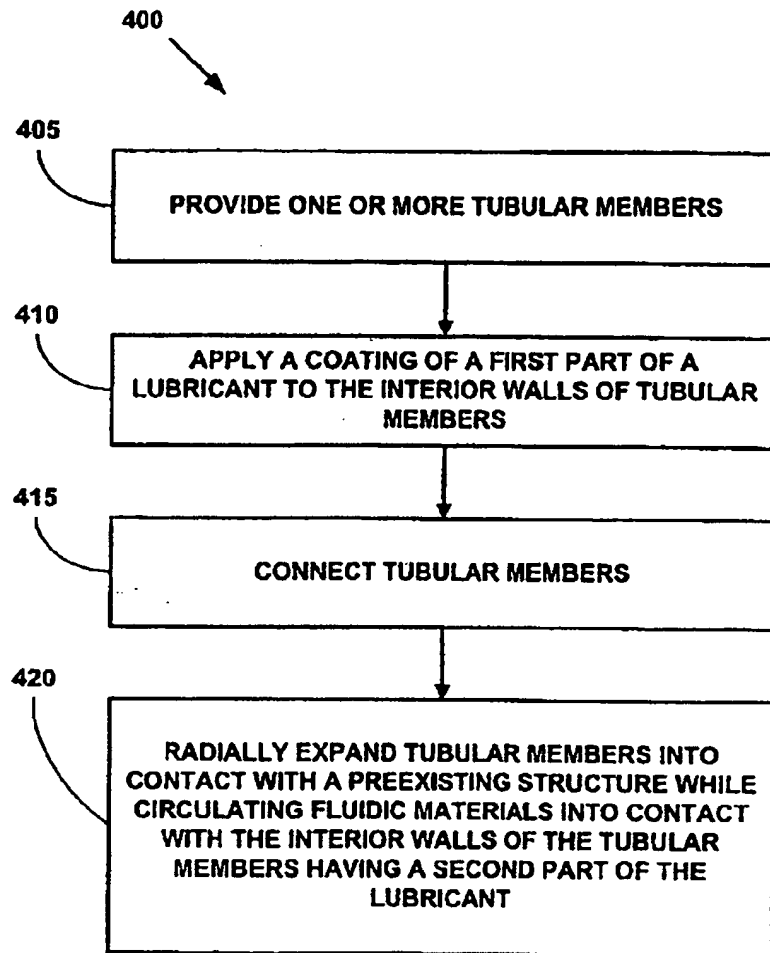 400
405
PROVIDE ONE OR MORE TUBULAR MEMBERS
410
APPLY A COATING OF A FIRST PART OF A
LUBRICANT TO THE INTERIOR WALLS OF TUBULAR
MEMBERS
415
CONNECT TUBULAR MEMBERS
420
RADIALLY EXPAND TUBULAR MEMBERS INTO
CONTACT WITH A PREEXISTING STRUCTURE WHILE
CIRCULATING FLUIDIC MATERIALS INTO CONTACT
WITH THE INTERIOR WALLS OF THE TUBULAR
MEMBERS HAVING A SECOND PART OF THE
LUBRICANT